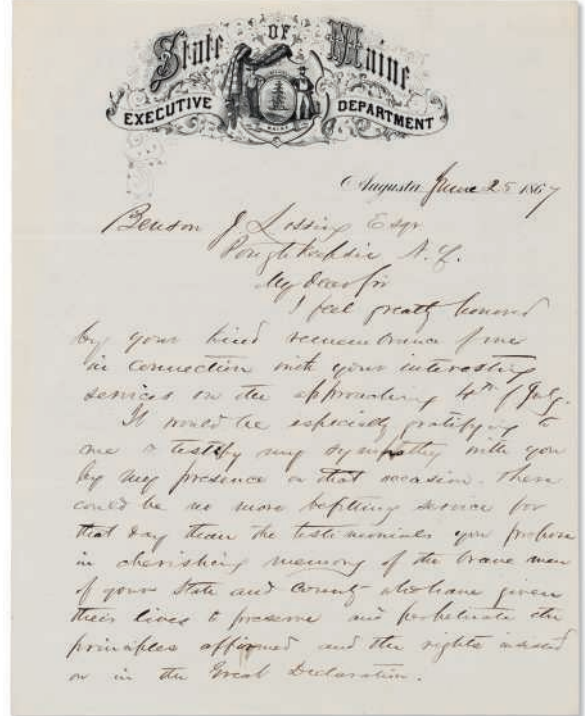 State OF Maine
EXECUTIVE DEPARTMENT
Augusta June 25 1867
Benson J. Lossing Esqr
Poughkeepsie N. Y.
My Dear Sir
I feel greatly honored
by your kind remembrance of me
in connection with your interesting
services on the approaching 4th of July.
It would be especially gratifying to
me to testify my sympathy with you
by my presence on that occasion. There
could be no more befitting service for
that day than the testimonials you propose
in cherishing memory of the brave men
of your State and County who have given
their lives to preserve and perpetuate the
principles affirmed and the rights insisted
on in the Great Declaration.